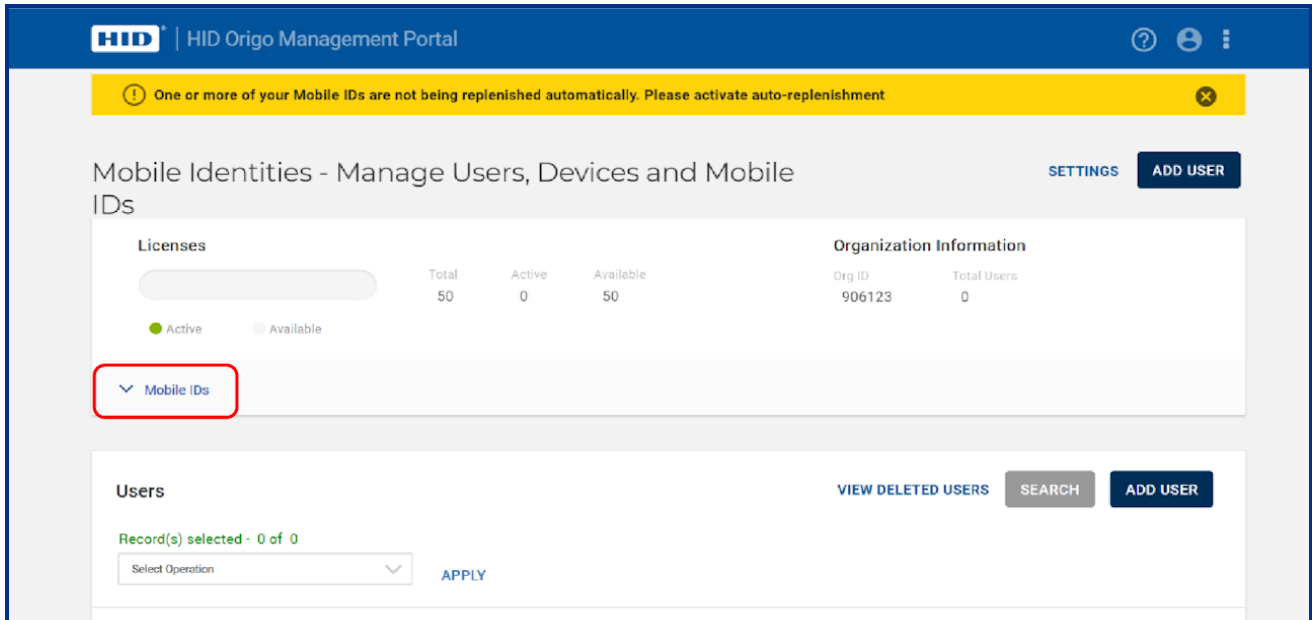 HID | HID Origo Management Portal
One or more of your Mobile IDs are not being replenished automatically. Please activate auto-replenishment
Mobile Identities - Manage Users, Devices and Mobile
IDs
SETTINGS
ADD USER
Licenses
Total Active Available
50 0 50
Active Available
Organization Information
Org ID Total Users
906123 0
Mobile IDs
Users
VIEW DELETED USERS
SEARCH
ADD USER
Record(s) selected - 0 of 0
Select Operation
APPLY